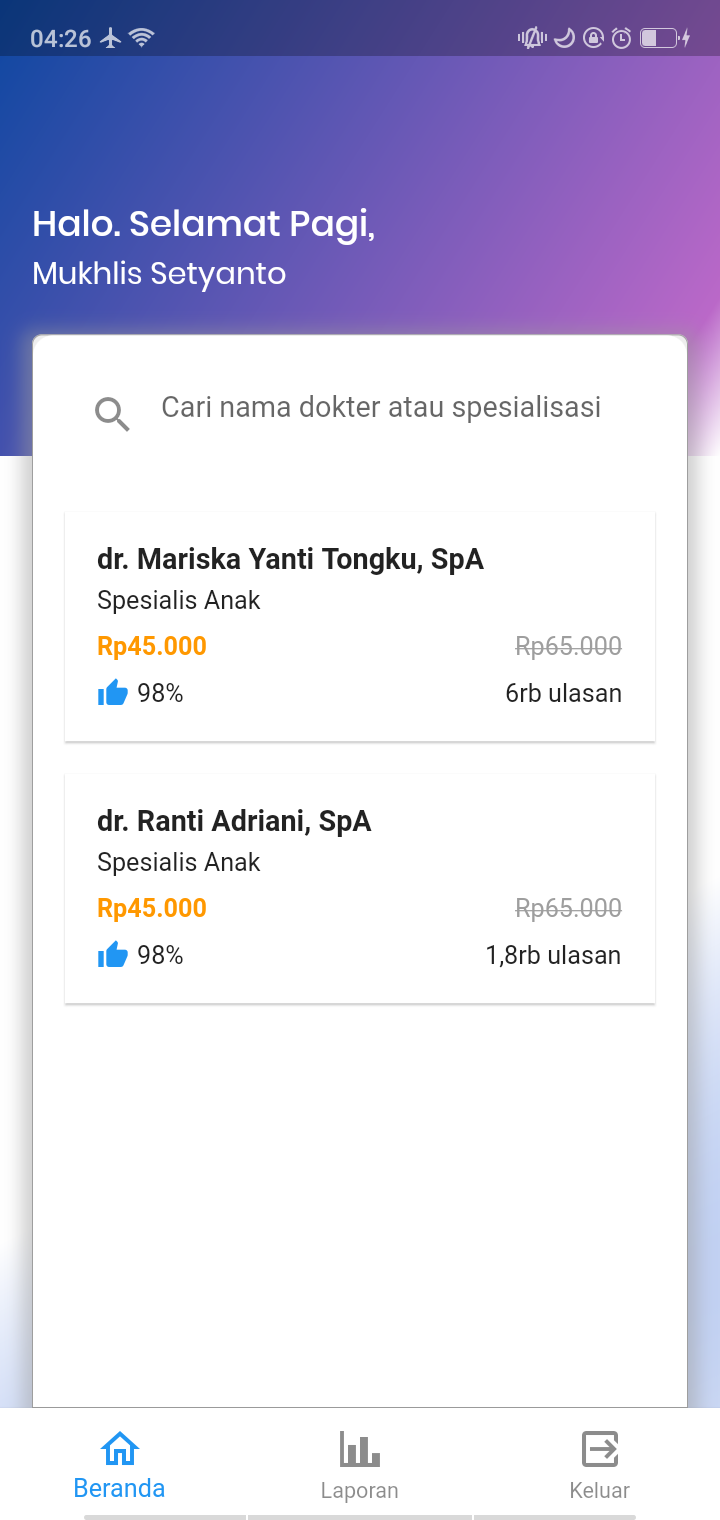 04:26
Halo. Selamat Pagi,
Mukhlis Setyanto
Cari nama dokter atau spesialisasi
dr. Mariska Yanti Tongku, SpA
Spesialis Anak
Rp45.000 Rp65.000
98% 6rb ulasan
dr. Ranti Adriani, SpA
Spesialis Anak
Rp45.000 Rp65.000
98% 1,8rb ulasan
Beranda Laporan Keluar